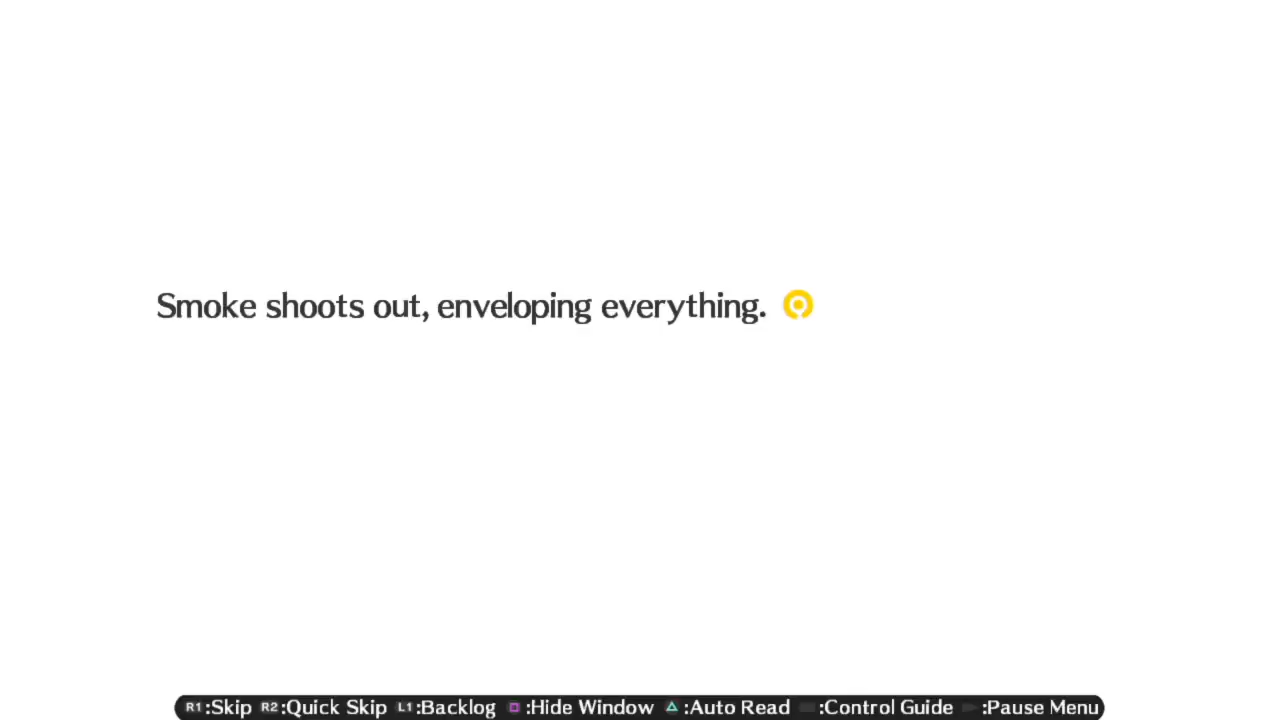 Smoke shoots out, enveloping everything.
R1:Skip R2:Quick Skip L1:Backlog :Hide Window :Auto Read :Control Guide :Pause Menu